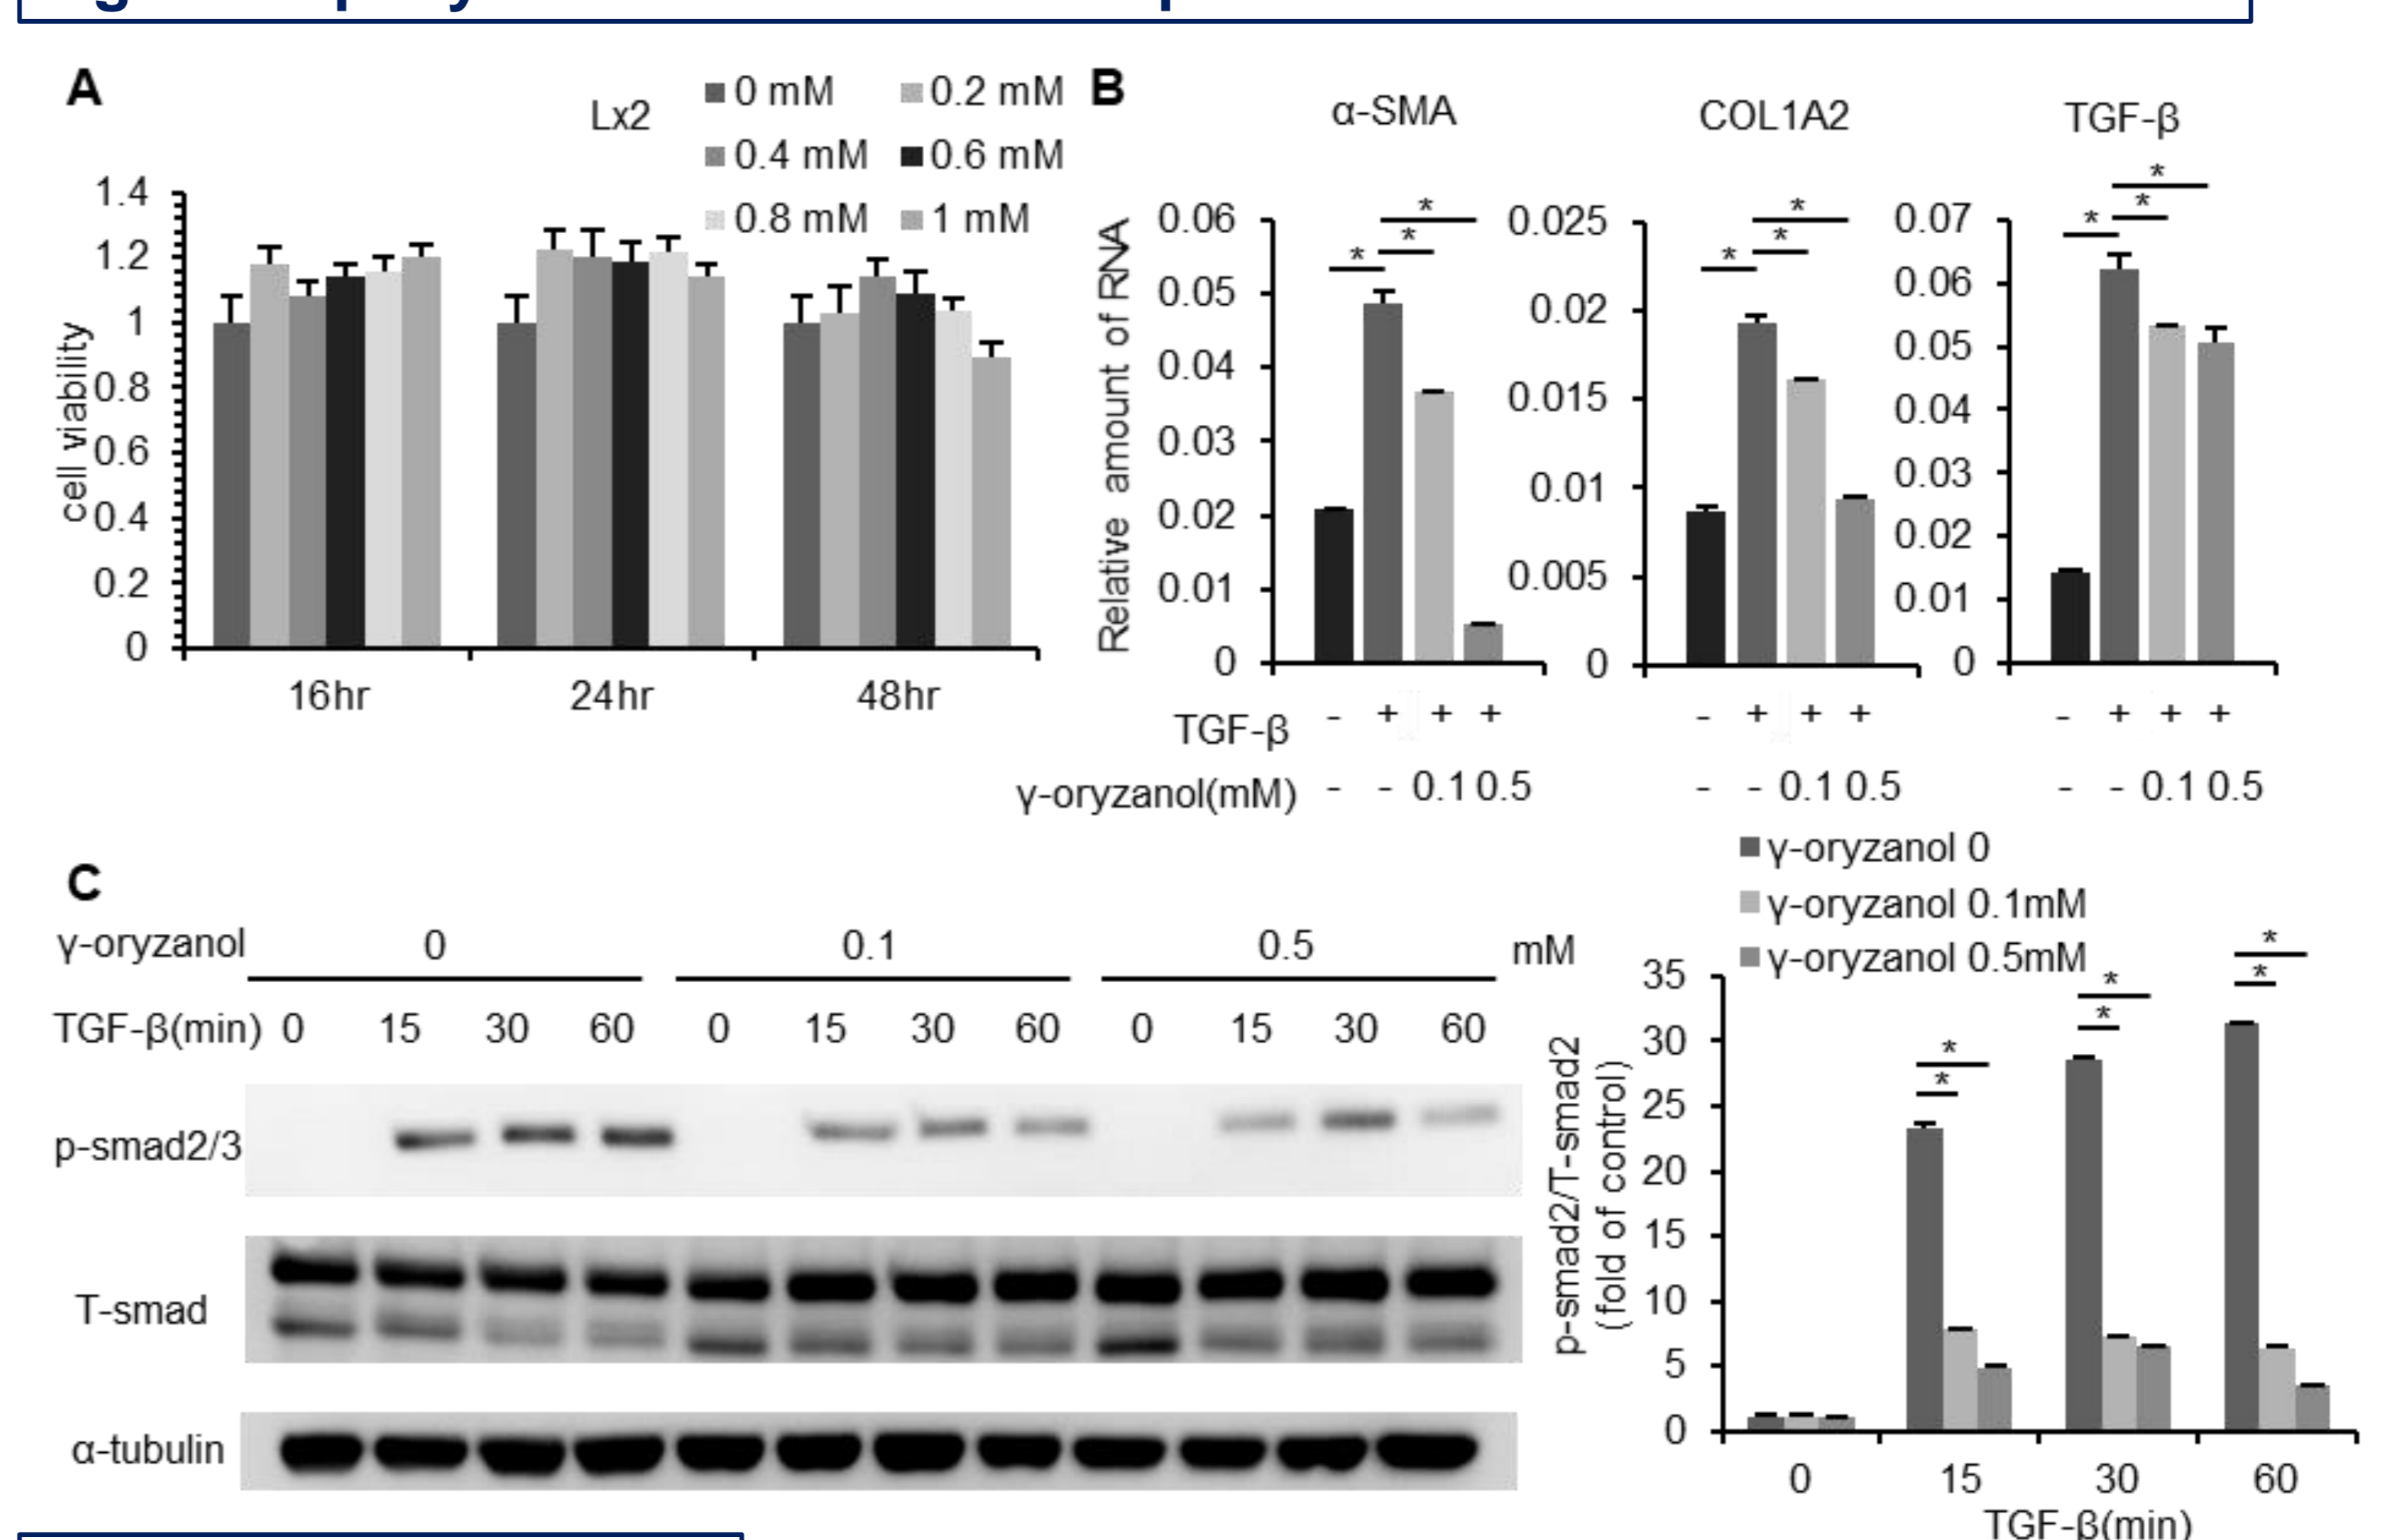 A
Lx2
0 mM
0.2 mM
0.4 mM
0.6 mM
0.8 mM
1 mM
cell viability
1.4
1.2
1
0.8
0.6
0.4
0.2
0
16hr
24hr
48hr
B
Relative amount of RNA
α-SMA
0.06
0.05
0.04
0.03
0.02
0.01
0
* * *
COL1A2
0.025
0.02
0.015
0.01
0.005
0
* * *
TGF-β
0.07
0.06
0.05
0.04
0.03
0.02
0.01
0
* * *
TGF-β - + + + - + + + - + + +
γ-oryzanol(mM) - - 0.1 0.5 - - 0.1 0.5 - - 0.1 0.5
C
γ-oryzanol 0 0.1 0.5 mM
TGF-β(min) 0 15 30 60 0 15 30 60 0 15 30 60
p-smad2/3
T-smad
α-tubulin
γ-oryzanol 0
γ-oryzanol 0.1mM
γ-oryzanol 0.5mM
p-smad2/T-smad2
(fold of control)
35
30
25
20
15
10
5
0
* *
* *
* *
0 15 30 60
TGF-β(min)